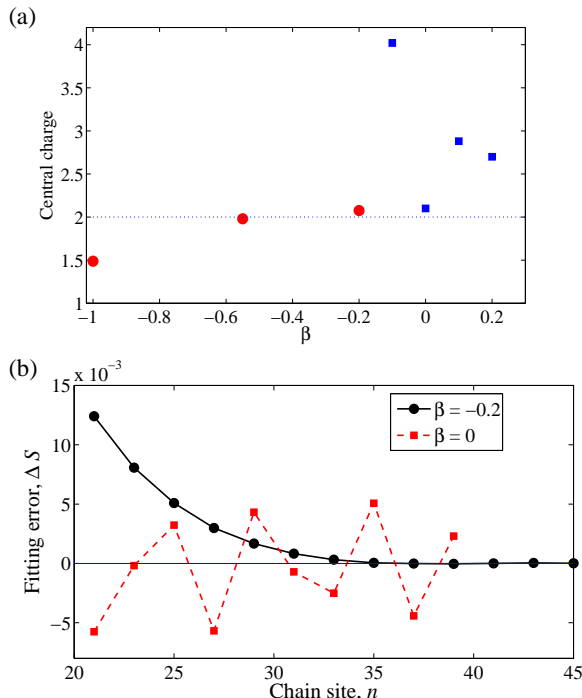 (a)
4
3.5
3
2.5
2
1.5
1
Central charge
−1
−0.8
−0.6
−0.4
−0.2
0
0.2
β
(b)
x 10⁻³
15
10
5
0
−5
Fitting error, Δ S
β = −0.2
β = 0
20
25
30
35
40
45
Chain site, n